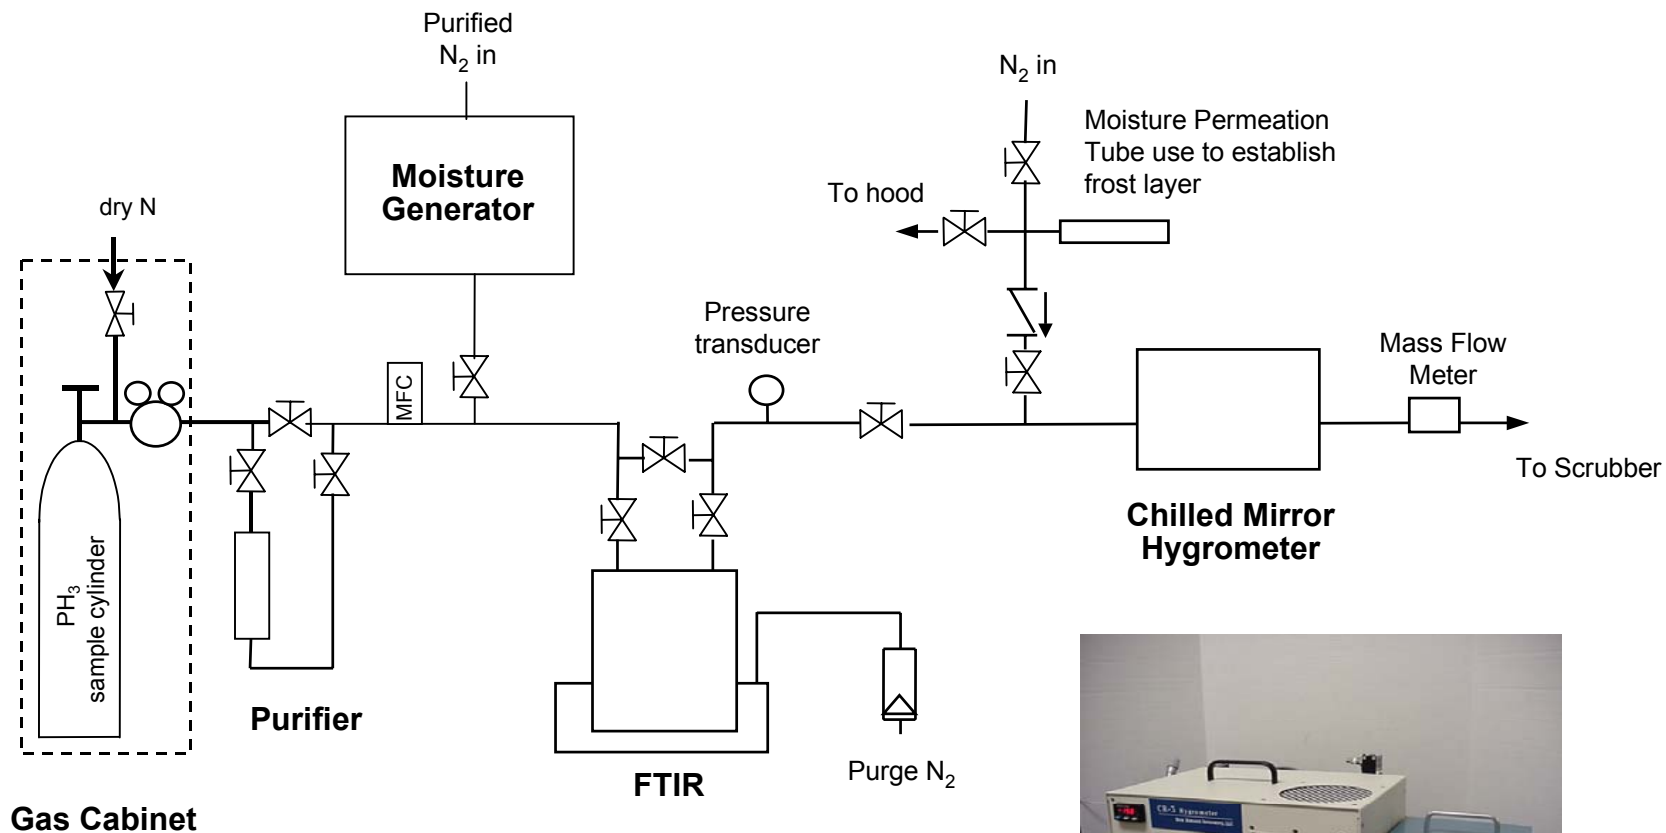 Purified
N2 in
Moisture
Generator
dry N
N2 in
Moisture Permeation
Tube use to establish
frost layer
To hood
Pressure
transducer
Mass Flow
Meter
MFC
To Scrubber
Chilled Mirror
Hygrometer
PH3
sample cylinder
Purifier
FTIR
Purge N2
Gas Cabinet
CR-5 Hygrometer